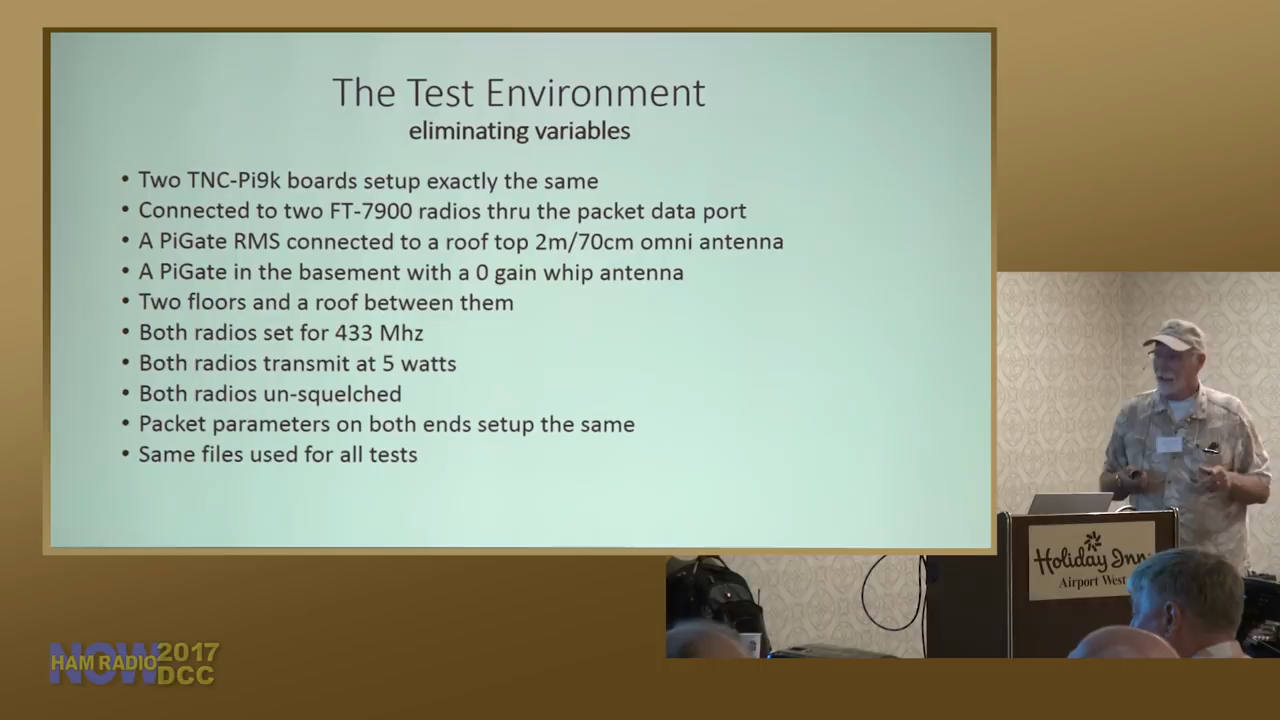 The Test Environment
eliminating variables
• Two TNC-Pi9k boards setup exactly the same
• Connected to two FT-7900 radios thru the packet data port
• A PiGate RMS connected to a roof top 2m/70cm omni antenna
• A PiGate in the basement with a 0 gain whip antenna
• Two floors and a roof between them
• Both radios set for 433 Mhz
• Both radios transmit at 5 watts
• Both radios un-squelched
• Packet parameters on both ends setup the same
• Same files used for all tests
Holiday Inn
Airport West
NOW
HAM RADIO 2017
DCC